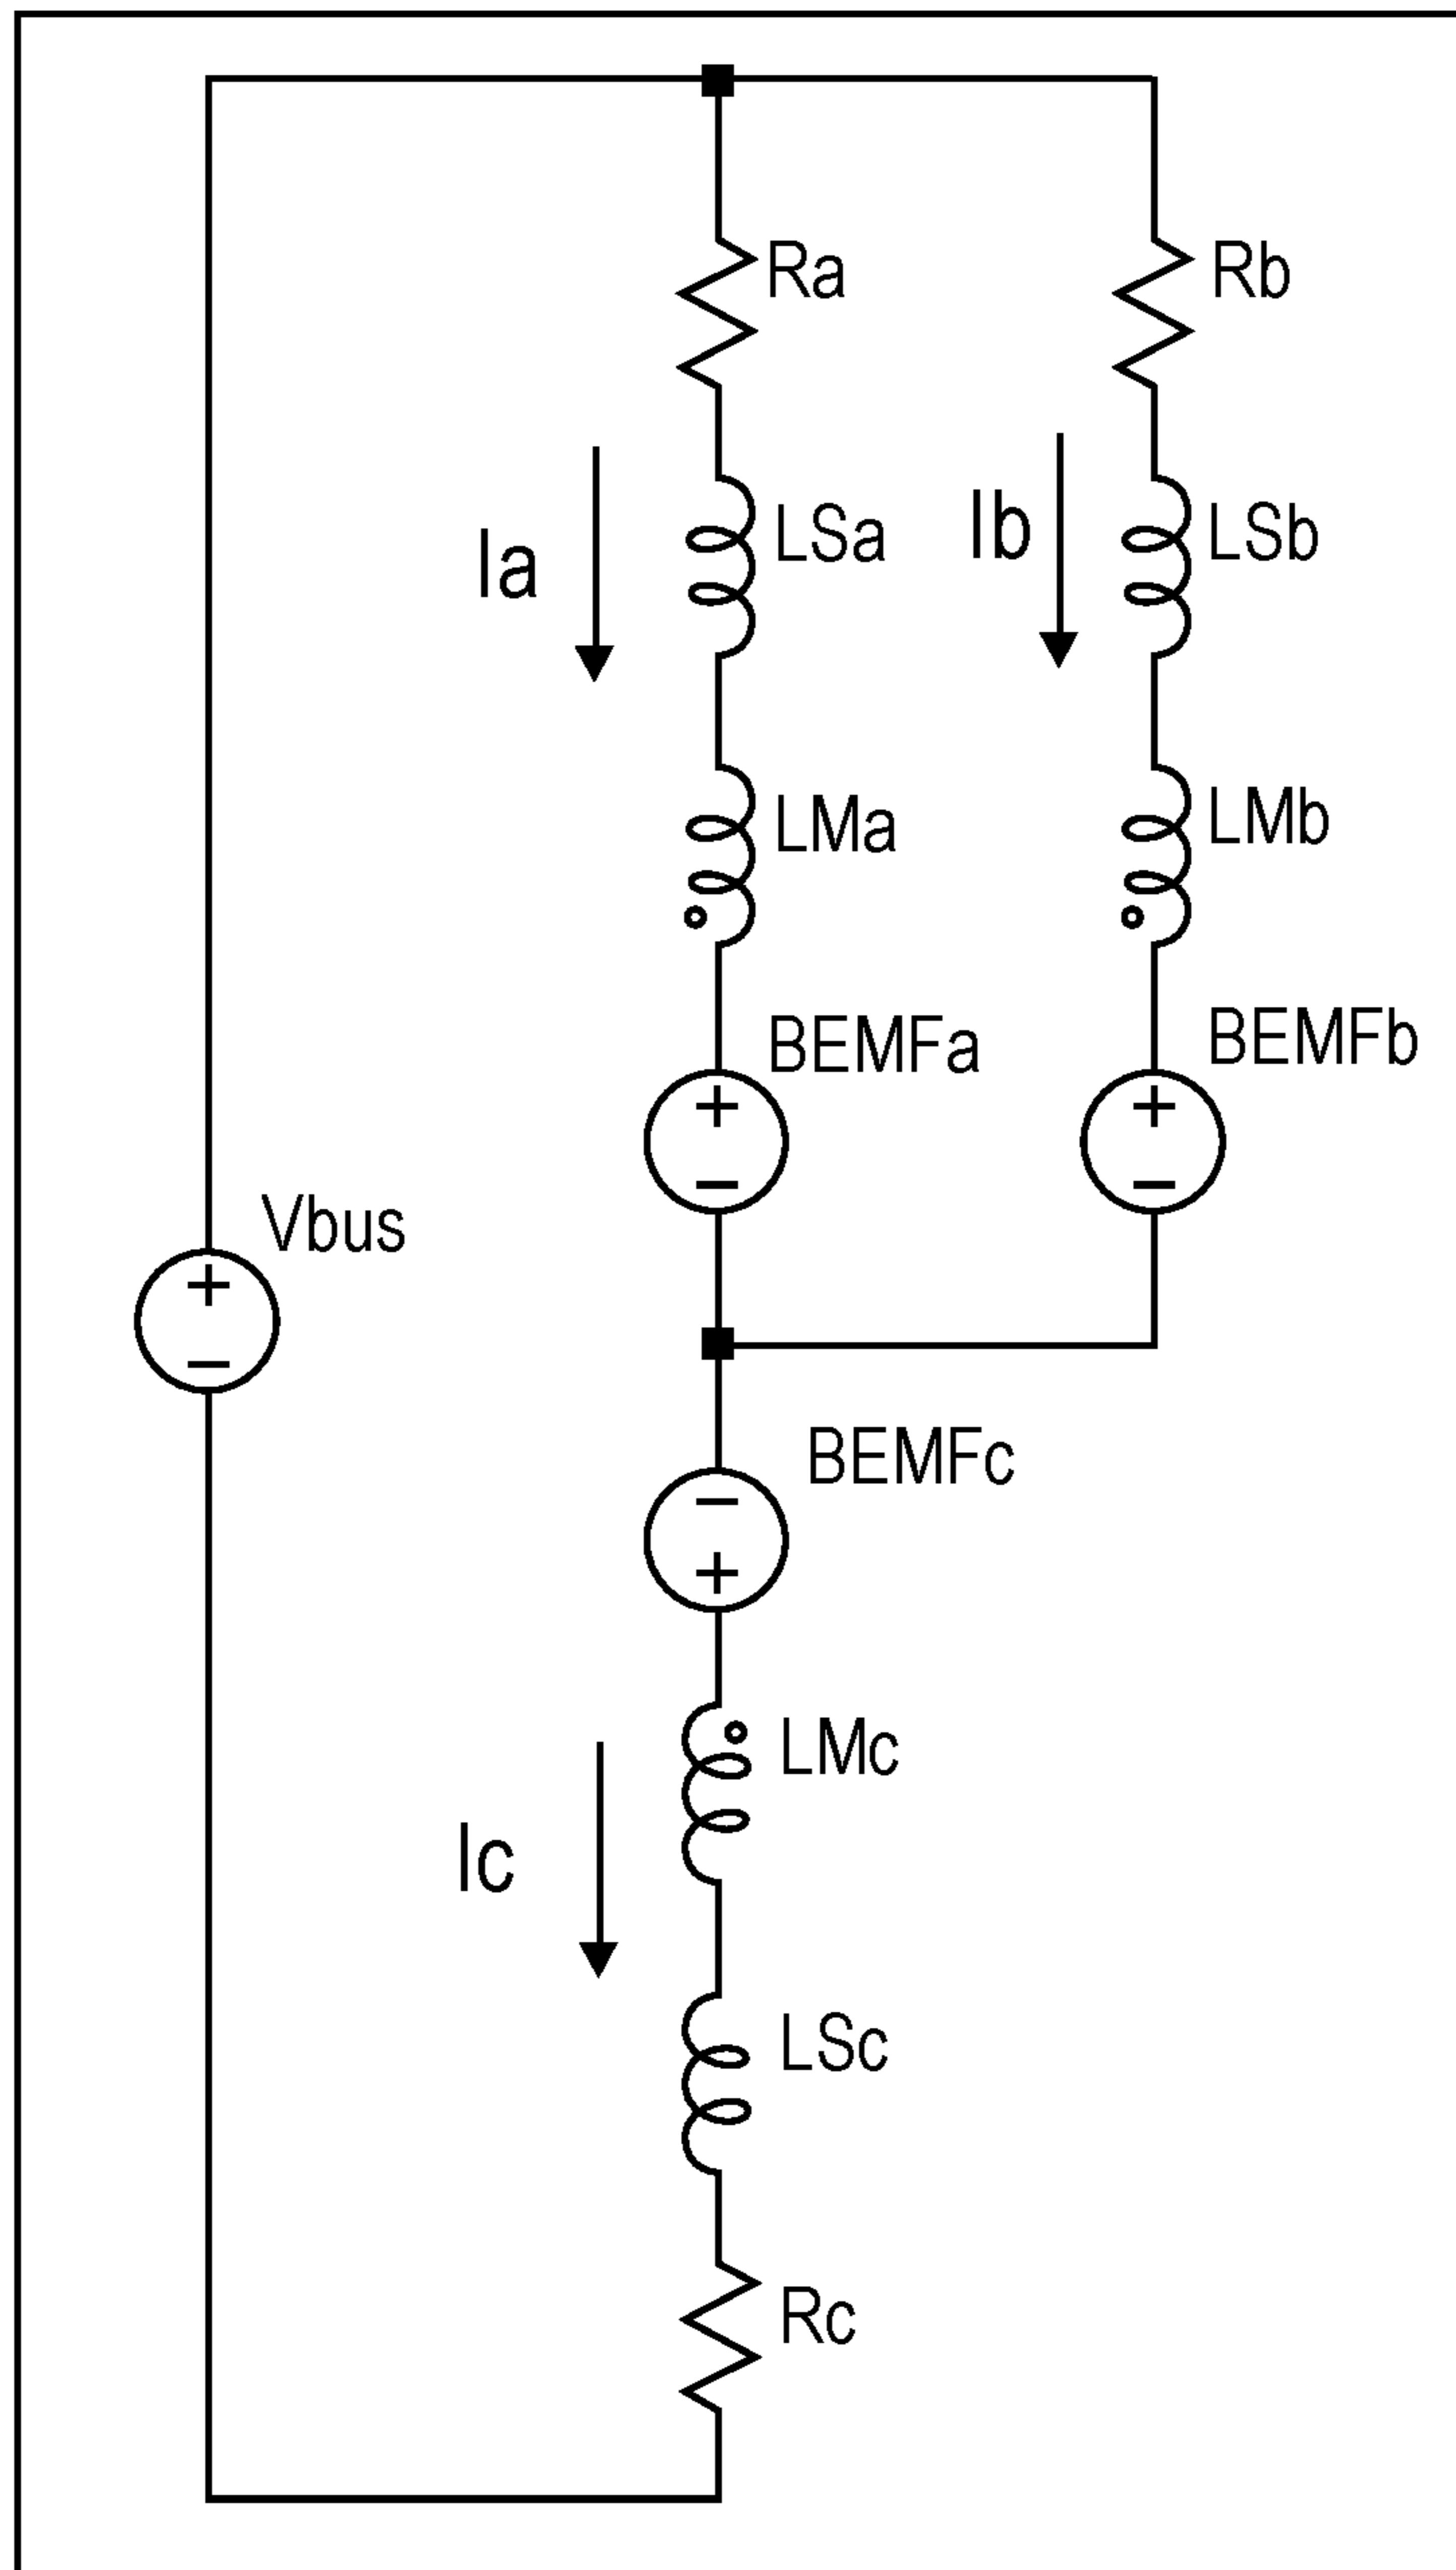 Ra
Rb
Ia
LSa
Ib
LSb
LMa
LMb
BEMFa
BEMFb
+
+
−
−
Vbus
+
−
BEMFc
−
+
LMc
Ic
LSc
Rc